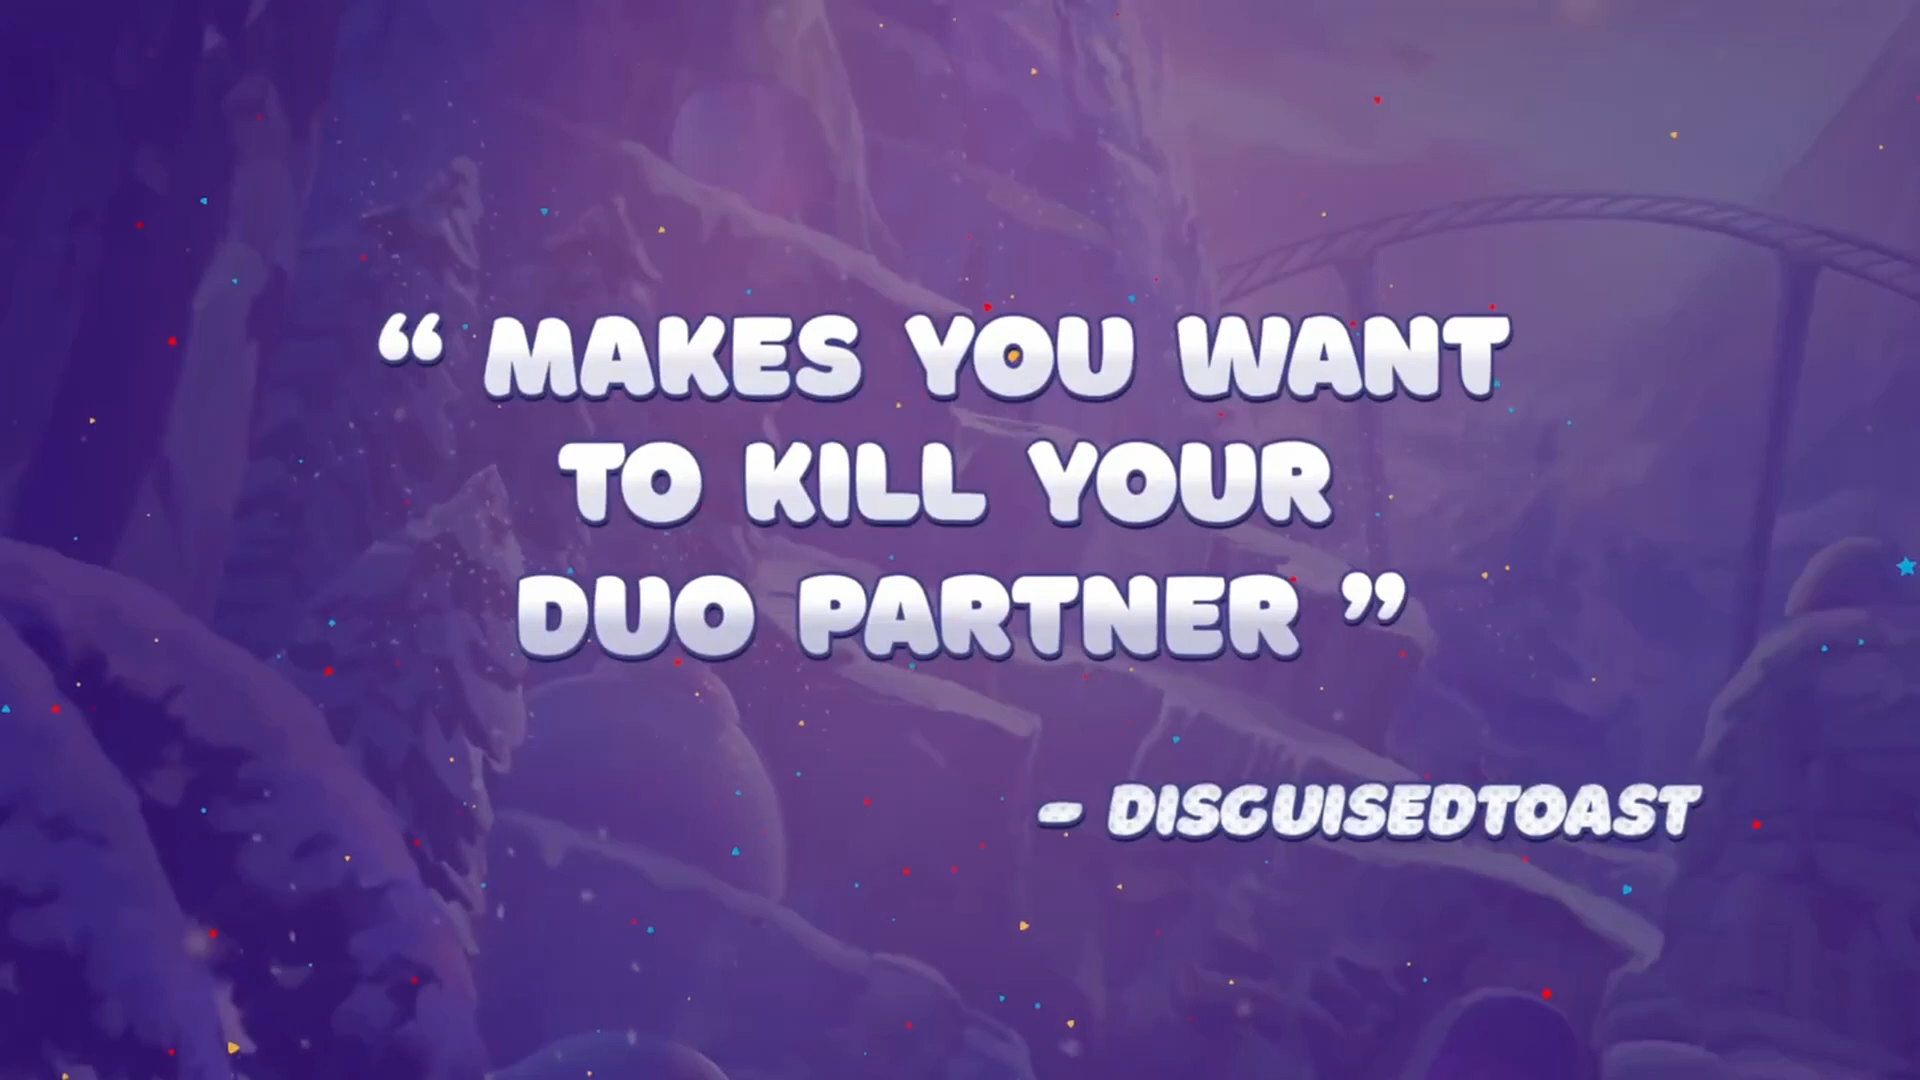 “ MAKES YOU WANT
TO KILL YOUR
DUO PARTNER ”
- DISGUISEDTOAST